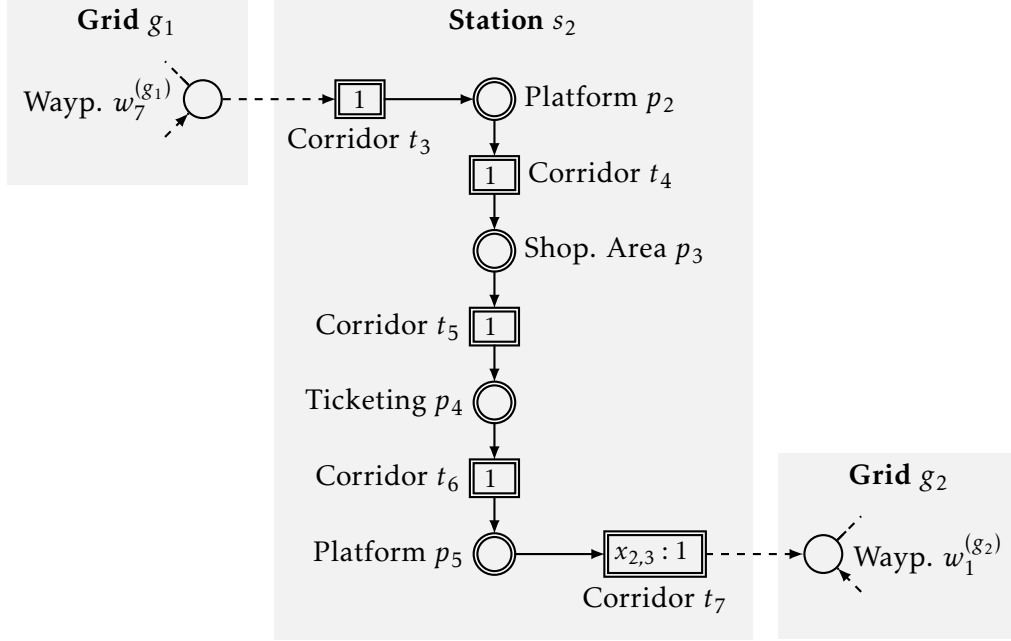 Grid g₁
Station s₂
Wayp. w₇^(g₁)
1
Platform p₂
Corridor t₃
1
Corridor t₄
Shop. Area p₃
Corridor t₅
1
Ticketing p₄
Corridor t₆
1
Grid g₂
Platform p₅
x₂,₃ : 1
Wayp. w₁^(g₂)
Corridor t₇